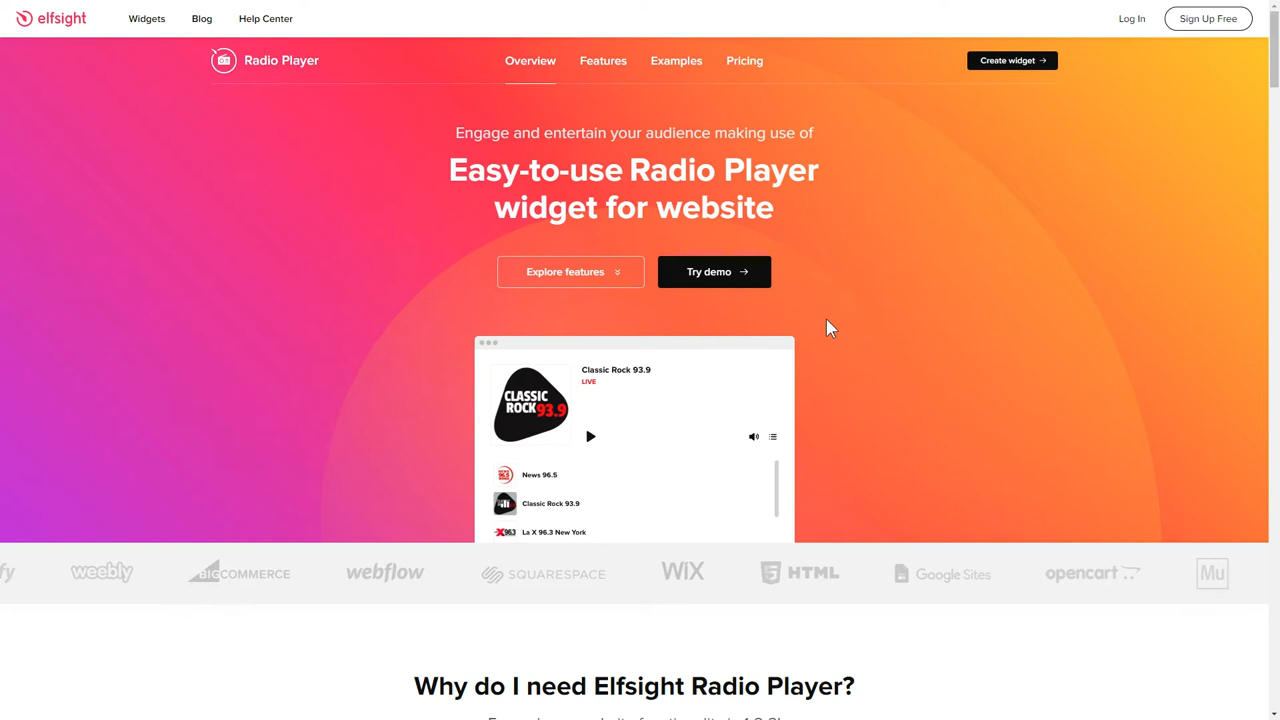 elfsight
Widgets Blog Help Center
Log In Sign Up Free
Radio Player
Overview Features Examples Pricing
Create widget
Engage and entertain your audience making use of
Easy-to-use Radio Player
widget for website
Explore features
Try demo
Classic Rock 93.9
LIVE
CLASSIC
ROCK 93.9
News 96.5
Classic Rock 93.9
La X 96.3 New York
weebly BIGCOMMERCE webflow SQUARESPACE WiX HTML Google Sites opencart Mu
Why do I need Elfsight Radio Player?